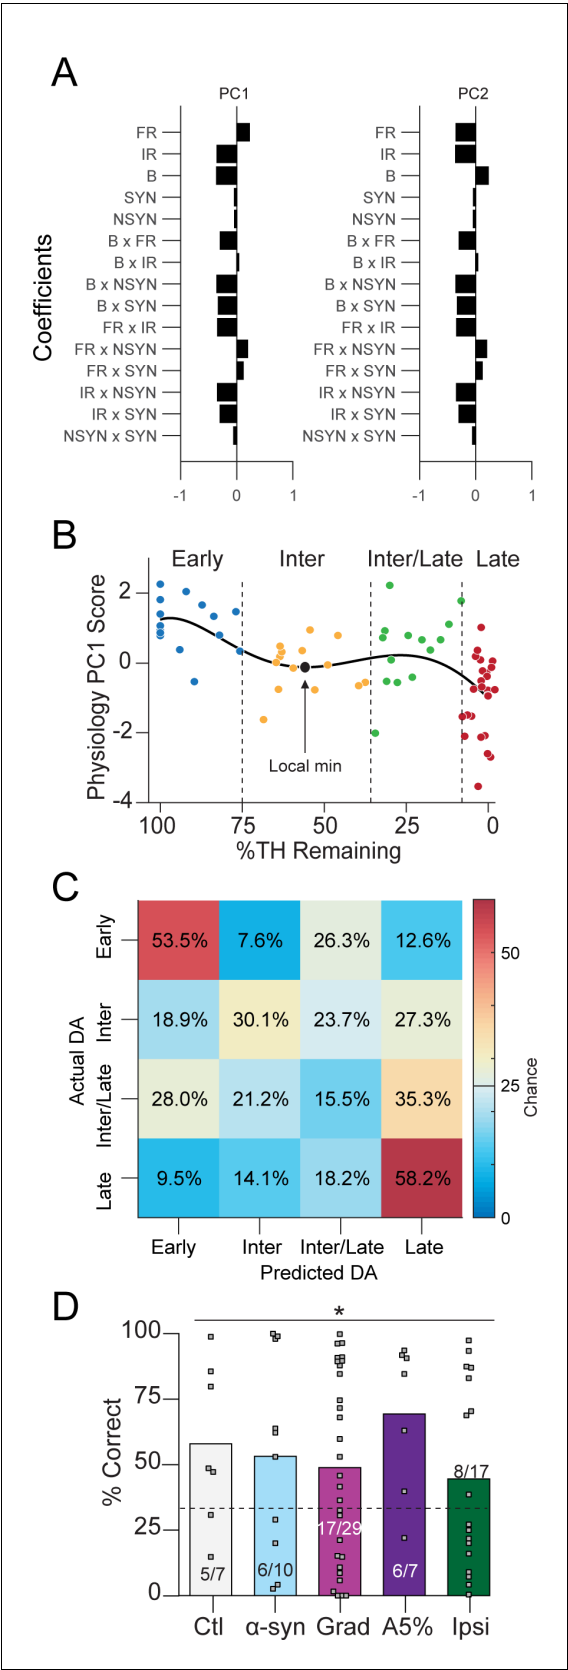 A
PC1 PC2
Coefficients
FR FR
IR IR
B B
SYN SYN
NSYN NSYN
B x FR B x FR
B x IR B x IR
B x NSYN B x NSYN
B x SYN B x SYN
FR x IR FR x IR
FR x NSYN FR x NSYN
FR x SYN FR x SYN
IR x NSYN IR x NSYN
IR x SYN IR x SYN
NSYN x SYN NSYN x SYN
-1 0 1 -1 0 1
B
Early Inter Inter/Late Late
Physiology PC1 Score
2
0
-2
-4
Local min
100 75 50 25 0
%TH Remaining
C
Actual DA
Early 53.5% 7.6% 26.3% 12.6%
Inter 18.9% 30.1% 23.7% 27.3%
Inter/Late 28.0% 21.2% 15.5% 35.3%
Late 9.5% 14.1% 18.2% 58.2%
50
25
0
Chance
Early Inter Inter/Late Late
Predicted DA
D
*
% Correct
100
75
50
25
0
5/7 6/10 17/29 6/7 8/17
Ctl α-syn Grad A5% Ipsi